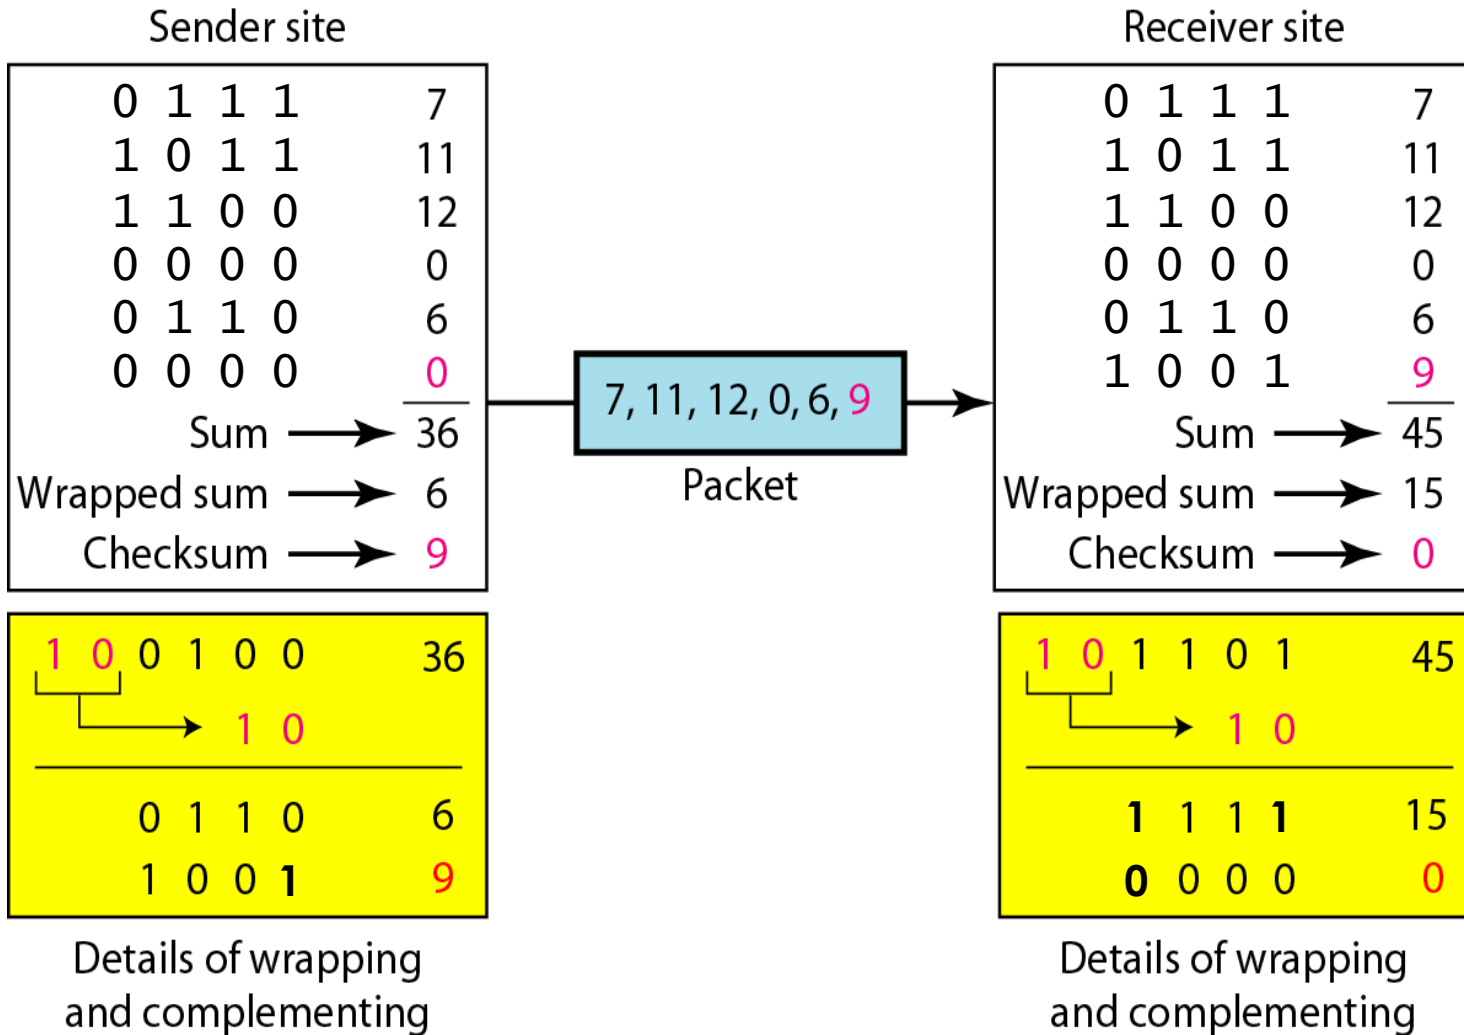 Sender site
0 1 1 1 7
1 0 1 1 11
1 1 0 0 12
0 0 0 0 0
0 1 1 0 6
0 0 0 0 0
Sum 36
Wrapped sum 6
Checksum 9
1 0 0 1 0 0 36
1 0
0 1 1 0 6
1 0 0 1 9
Details of wrapping
and complementing
7, 11, 12, 0, 6, 9
Packet
Receiver site
0 1 1 1 7
1 0 1 1 11
1 1 0 0 12
0 0 0 0 0
0 1 1 0 6
1 0 0 1 9
Sum 45
Wrapped sum 15
Checksum 0
1 0 1 1 0 1 45
1 0
1 1 1 1 15
0 0 0 0 0
Details of wrapping
and complementing